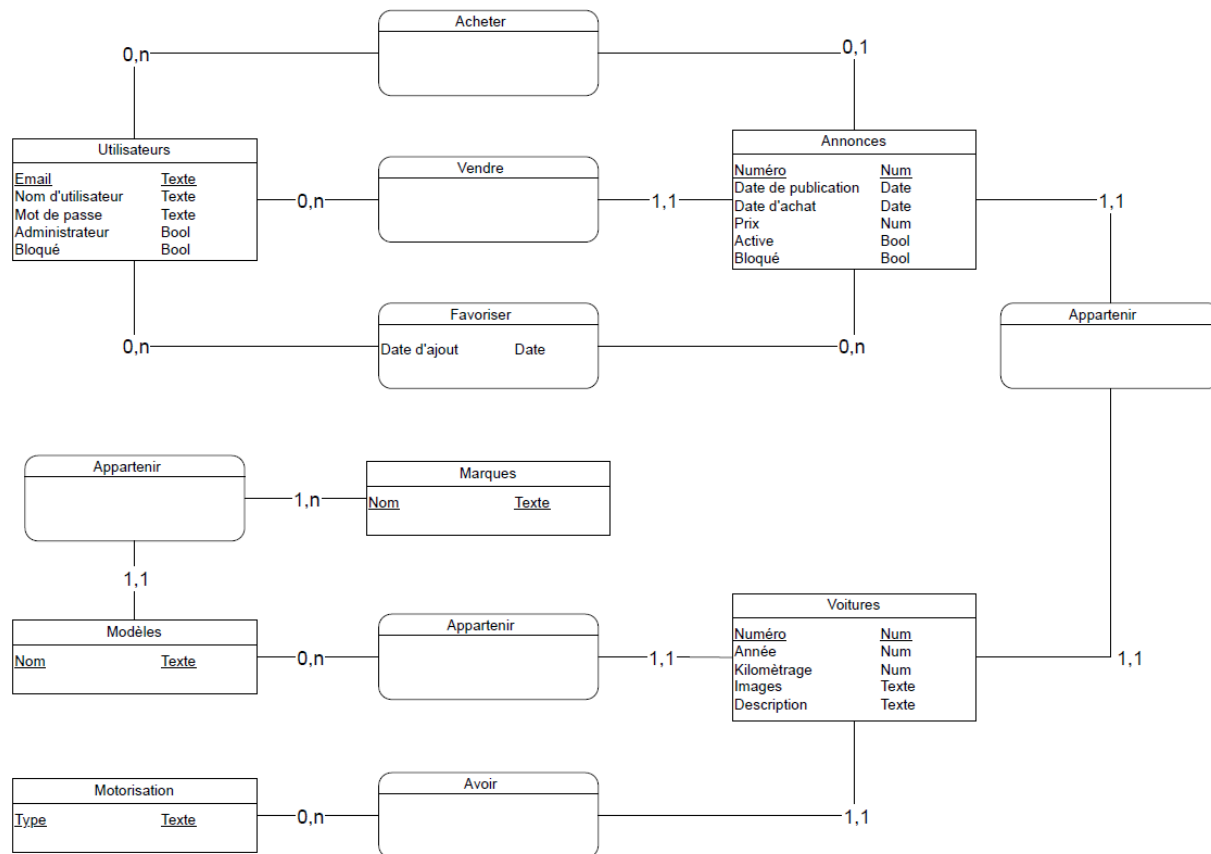 Acheter
0,n
0,1
Utilisateurs
Email Texte
Nom d'utilisateur Texte
Mot de passe Texte
Administrateur Bool
Bloqué Bool
0,n
Vendre
1,1
Annonces
Numéro Num
Date de publication Date
Date d'achat Date
Prix Num
Active Bool
Bloqué Bool
1,1
Favoriser
Date d'ajout Date
0,n
0,n
Appartenir
Appartenir
1,n
Marques
Nom Texte
1,1
Modèles
Nom Texte
0,n
Appartenir
1,1
Voitures
Numéro Num
Année Num
Kilomètrage Num
Images Texte
Description Texte
1,1
Motorisation
Type Texte
0,n
Avoir
1,1